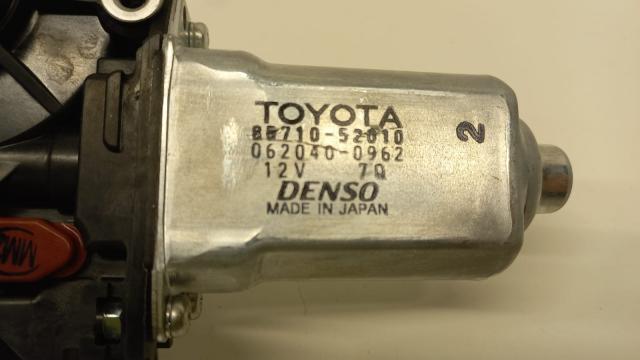 TOYOTA
85710-52010
062040-0962
12V 7Q
DENSO
MADE IN JAPAN
2